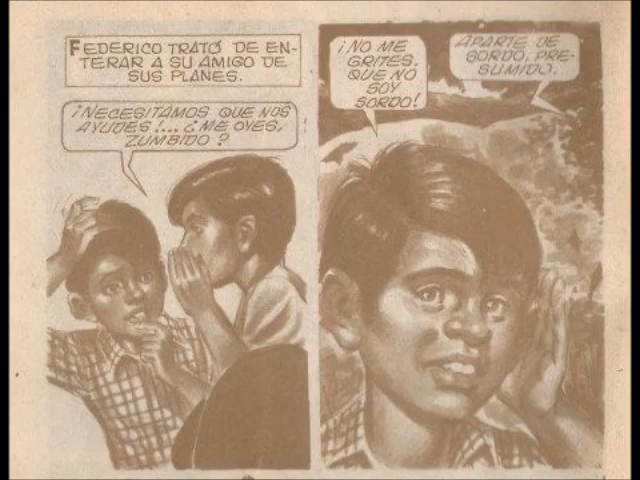 FEDERICO TRATÓ DE EN-
TERAR A SU AMIGO DE
SUS PLANES.
¡NECESITAMOS QUE NOS
AYUDES!... ¿ME OYES,
ZUMBIDO?
¡NO ME
GRITES,
QUE NO
SOY
SORDO!
APARTE DE
SORDO, PRE-
SUMIDO.